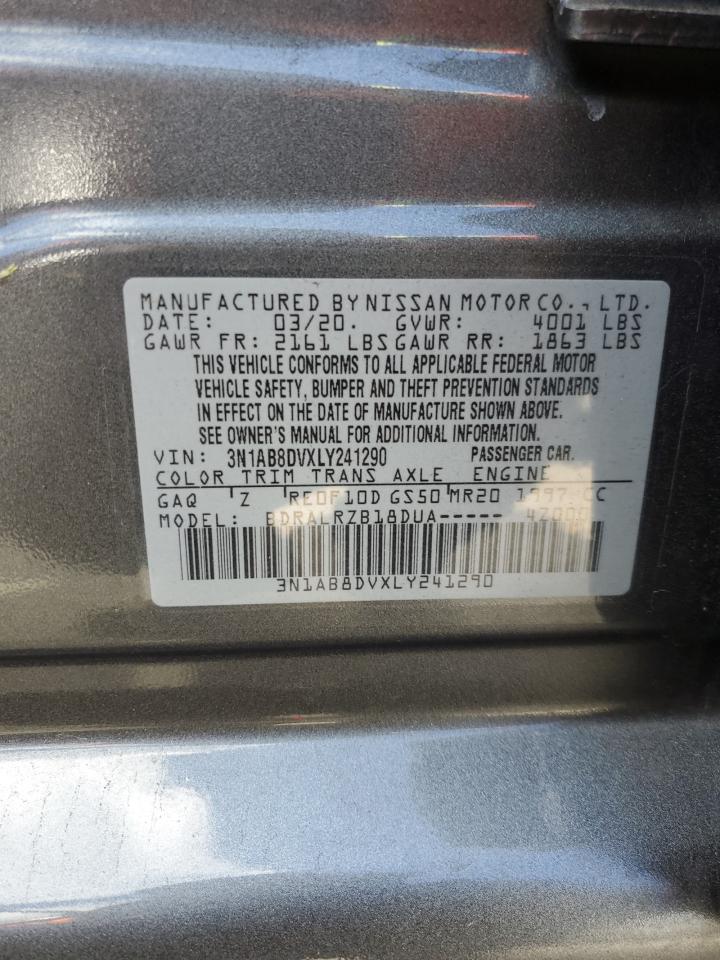 MANUFACTURED BY NISSAN MOTOR CO., LTD.
DATE: 03/20. GVWR: 4001 LBS
GAWR FR: 2161 LBS GAWR RR: 1863 LBS
THIS VEHICLE CONFORMS TO ALL APPLICABLE FEDERAL MOTOR
VEHICLE SAFETY, BUMPER AND THEFT PREVENTION STANDARDS
IN EFFECT ON THE DATE OF MANUFACTURE SHOWN ABOVE.
SEE OWNER'S MANUAL FOR ADDITIONAL INFORMATION.
VIN: 3N1AB8DVXLY241290 PASSENGER CAR.
COLOR TRIM TRANS AXLE ENGINE
GAQ Z RE0F10D GS50 MR20 1997 CC
MODEL: BDRALRZB18DUA-----
3N1AB8DVXLY241290